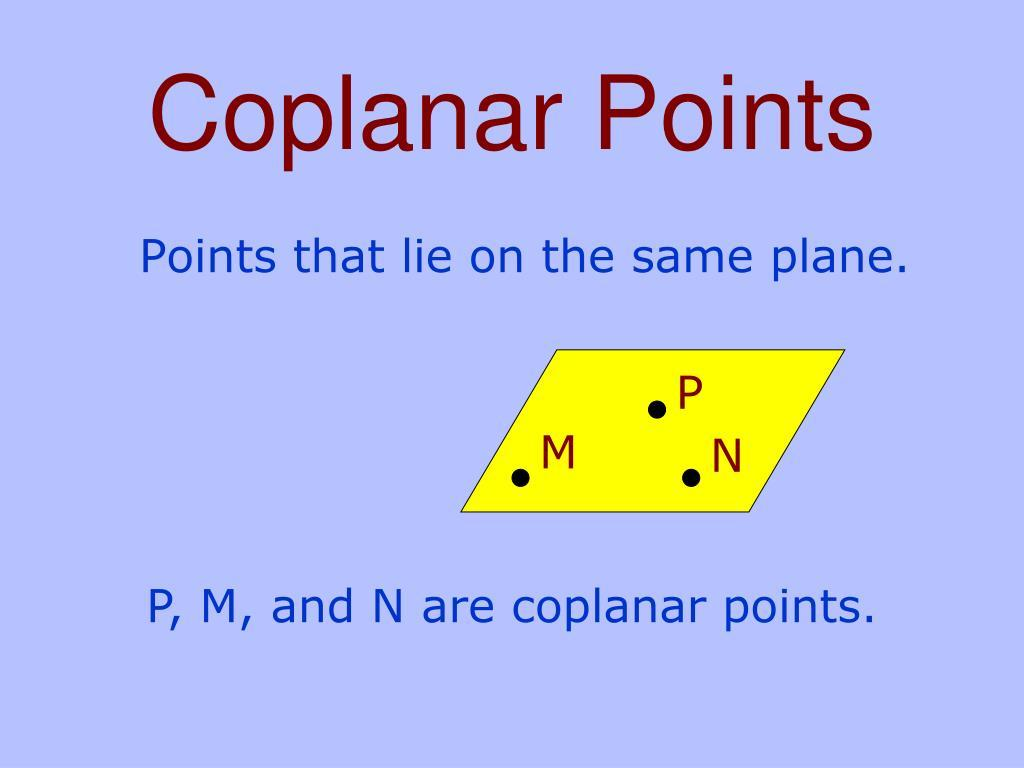 Coplanar Points
Points that lie on the same plane.
P
M
N
P, M, and N are coplanar points.